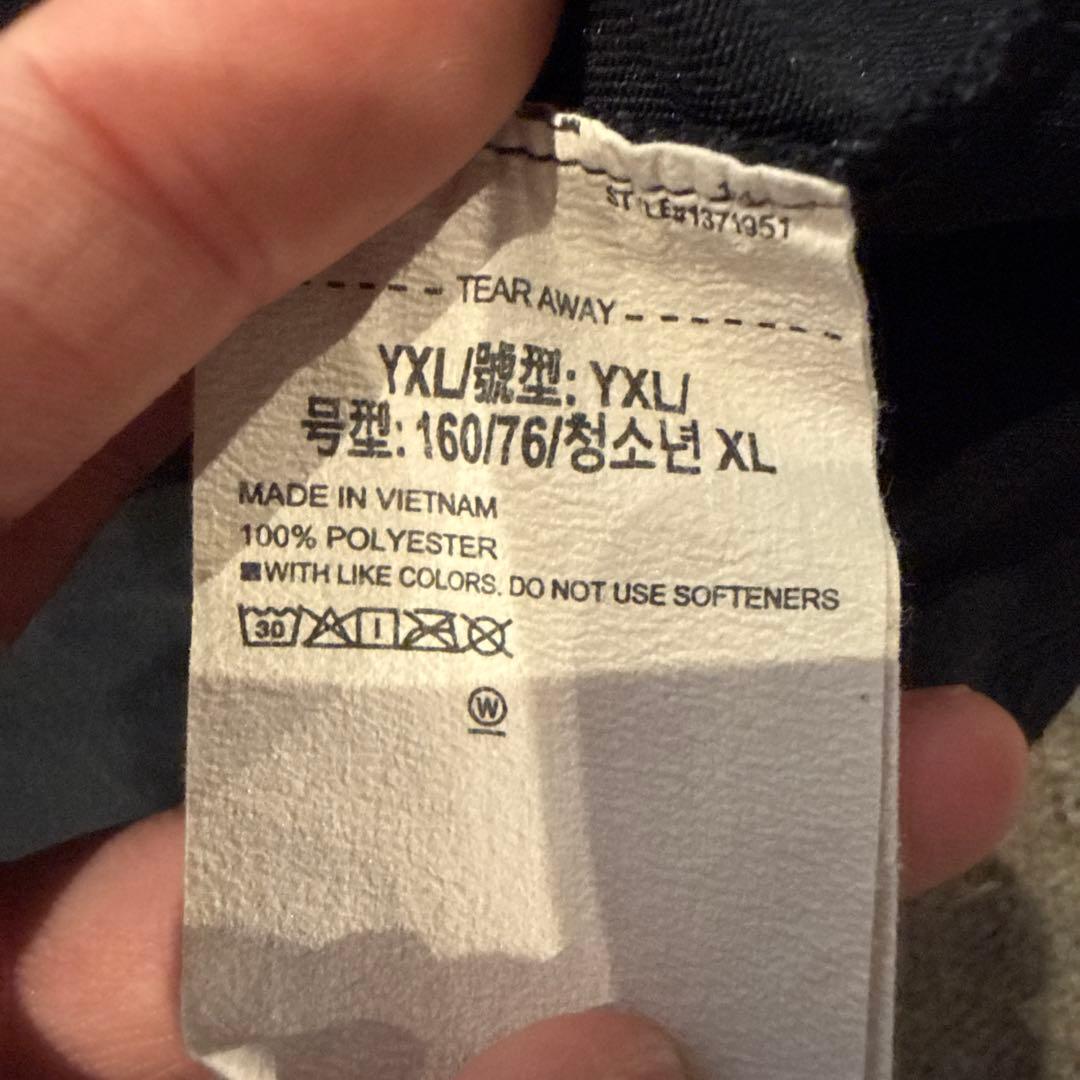 STYLE#1371951
TEAR AWAY
YXL/號型: YXL/
号型: 160/76/청소년 XL
MADE IN VIETNAM
100% POLYESTER
WITH LIKE COLORS. DO NOT USE SOFTENERS
30
W